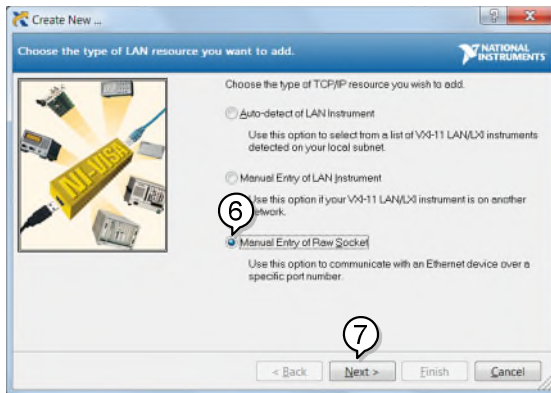 Create New ...
Choose the type of LAN resource you want to add.
NATIONAL
INSTRUMENTS
Choose the type of TCP/IP resource you wish to add.
Auto-detect of LAN Instrument
Use this option to select from a list of VXI-11 LAN/LXI instruments
detected on your local subnet.
Manual Entry of LAN Instrument
Use this option if your VXI-11 LAN/LXI instrument is on another
network.
6
Manual Entry of Raw Socket
Use this option to communicate with an Ethernet device over a
specific port number.
NI-VISA
7
< Back
Next >
Finish
Cancel